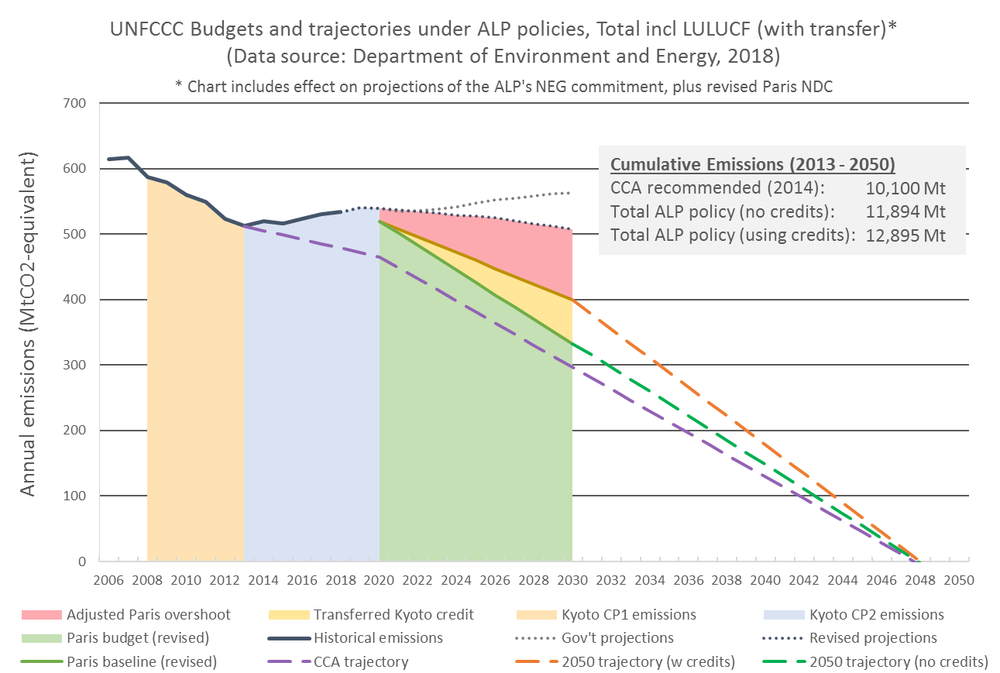 UNFCCC Budgets and trajectories under ALP policies, Total incl LULUCF (with transfer)*
(Data source: Department of Environment and Energy, 2018)
* Chart includes effect on projections of the ALP's NEG commitment, plus revised Paris NDC
Annual emissions (MtCO2-equivalent)
700
600
500
400
300
200
100
0
Cumulative Emissions (2013 - 2050)
CCA recommended (2014): 10,100 Mt
Total ALP policy (no credits): 11,894 Mt
Total ALP policy (using credits): 12,895 Mt
2006 2008 2010 2012 2014 2016 2018 2020 2022 2024 2026 2028 2030 2032 2034 2036 2038 2040 2042 2044 2046 2048 2050
Adjusted Paris overshoot Transferred Kyoto credit Kyoto CP1 emissions Kyoto CP2 emissions
Paris budget (revised) Historical emissions Gov't projections Revised projections
Paris baseline (revised) CCA trajectory 2050 trajectory (w credits) 2050 trajectory (no credits)